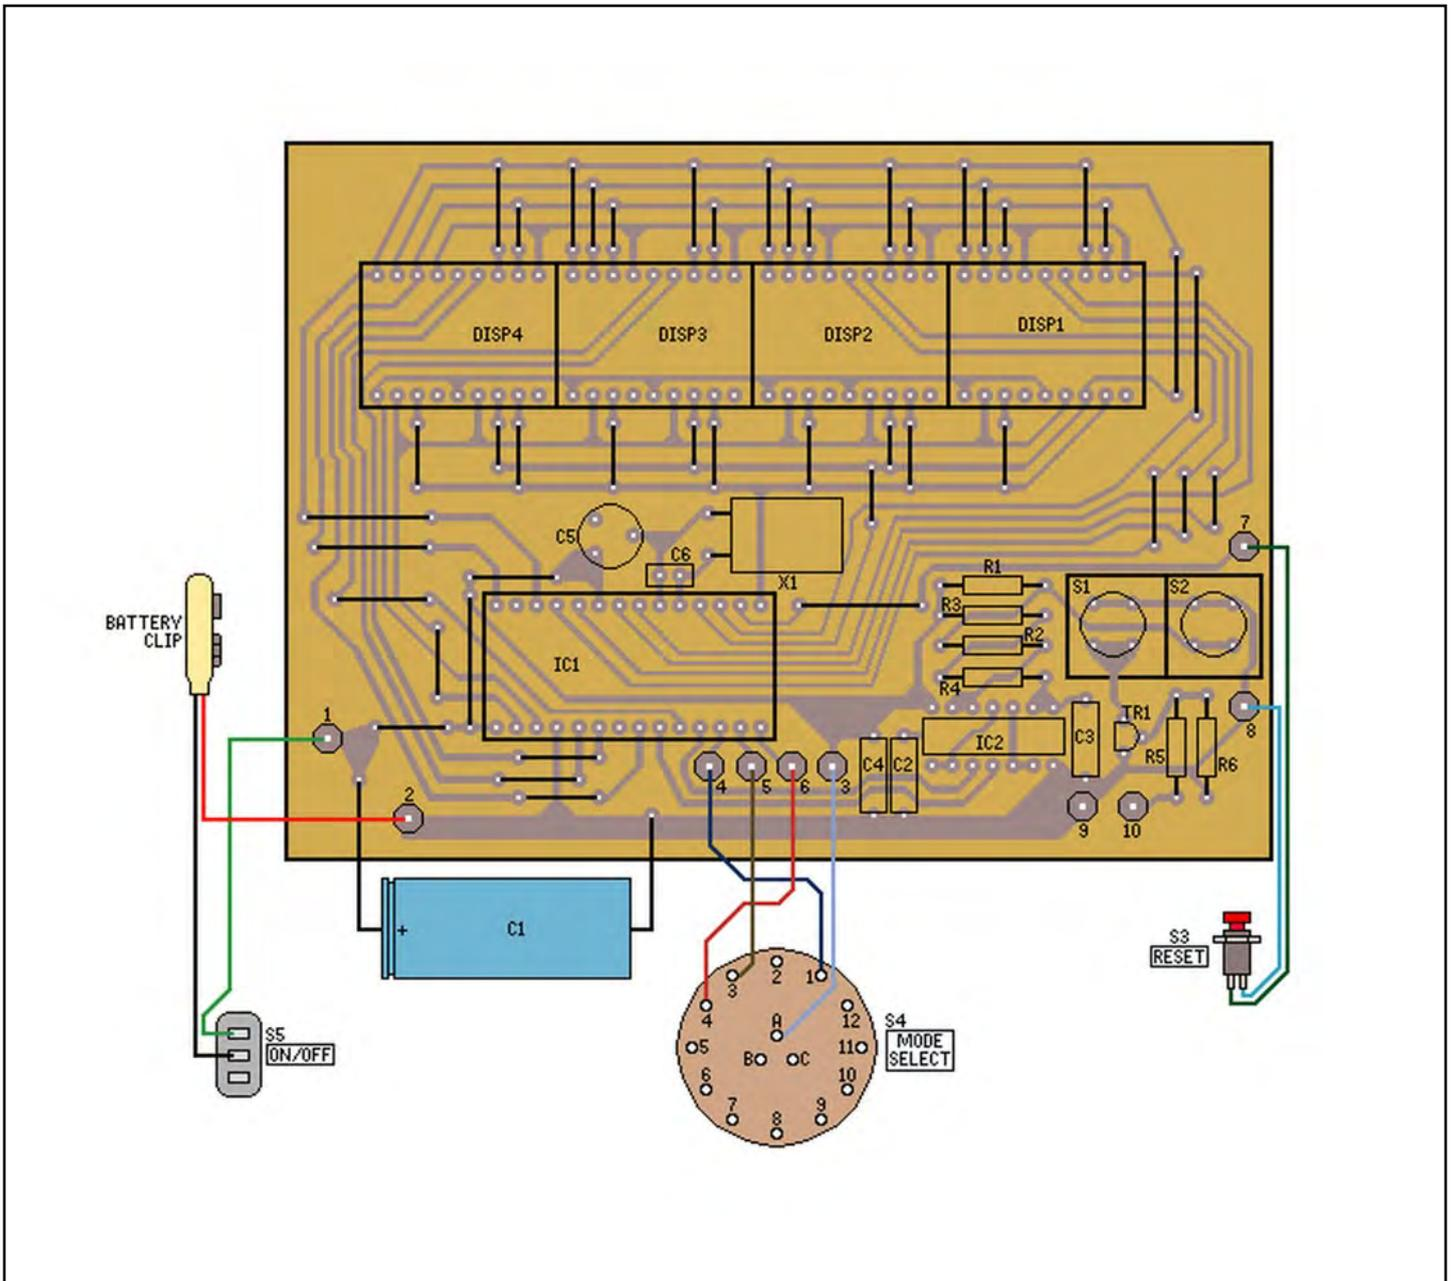 DISP4
DISP3
DISP2
DISP1
C5
C6
X1
7
R1
R3
R2
R4
S1
S2
BATTERY
CLIP
IC1
1
2
4
5
6
3
C4
C2
IC2
C3
TR1
R5
R6
8
9
10
+
C1
S3
RESET
S5
ON/OFF
2
3
1
4
12
A
5
11
B
C
6
10
7
9
8
S4
MODE
SELECT